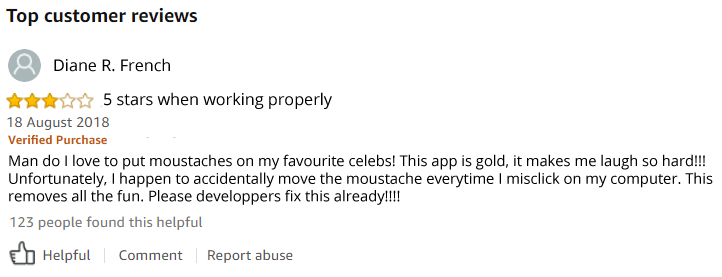 Top customer reviews
Diane R. French
5 stars when working properly
18 August 2018
Verified Purchase
Man do I love to put moustaches on my favourite celebs! This app is gold, it makes me laugh so hard!!!
Unfortunately, I happen to accidentally move the moustache everytime I misclick on my computer. This
removes all the fun. Please developpers fix this already!!!!
123 people found this helpful
Helpful
Comment
Report abuse